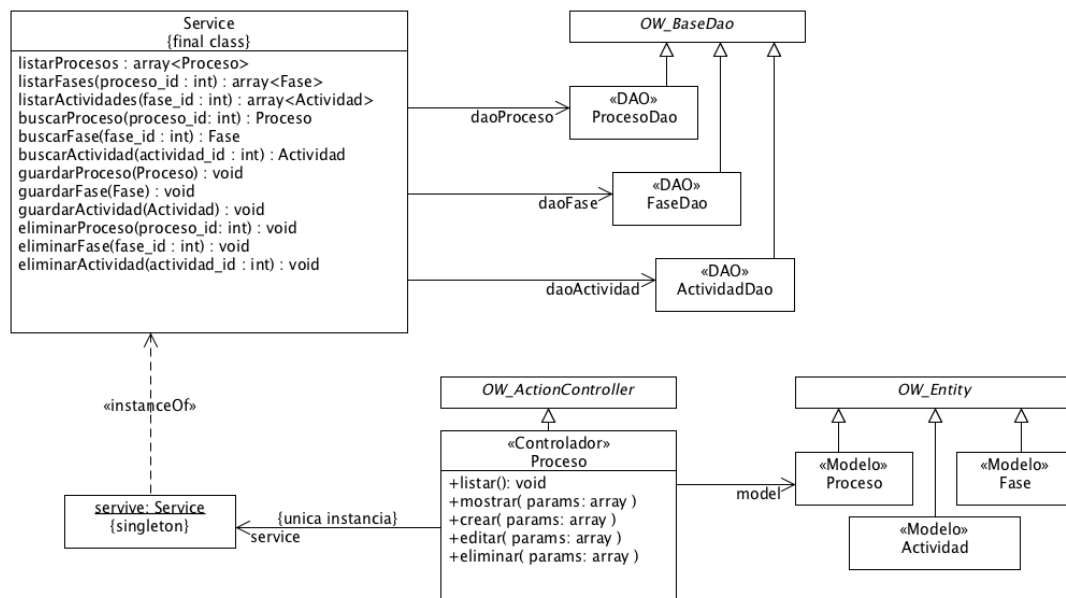 Service
{final class}
listarProcesos : array<Proceso>
listarFases(proceso_id : int) : array<Fase>
listarActividades(fase_id : int) : array<Actividad>
buscarProceso(proceso_id: int) : Proceso
buscarFase(fase_id : int) : Fase
buscarActividad(actividad_id : int) : Actividad
guardarProceso(Proceso) : void
guardarFase(Fase) : void
guardarActividad(Actividad) : void
eliminarProceso(proceso_id: int) : void
eliminarFase(fase_id : int) : void
eliminarActividad(actividad_id : int) : void
OW_BaseDao
«DAO»
ProcesoDao
daoProceso
«DAO»
FaseDao
daoFase
«DAO»
ActividadDao
daoActividad
«instanceOf»
servive: Service
{singleton}
{unica instancia}
service
OW_ActionController
«Controlador»
Proceso
+listar(): void
+mostrar( params: array )
+crear( params: array )
+editar( params: array )
+eliminar( params: array )
model
OW_Entity
«Modelo»
Proceso
«Modelo»
Fase
«Modelo»
Actividad